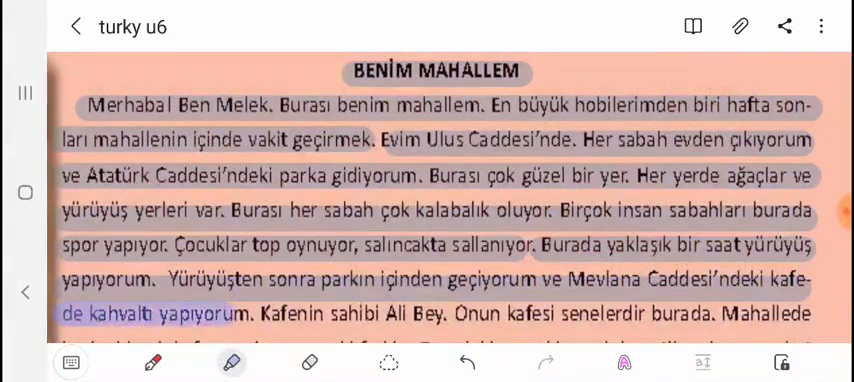 turky u6
BENİM MAHALLEM
Merhaba! Ben Melek. Burası benim mahallem. En büyük hobilerimden biri hafta son-
ları mahallenin içinde vakit geçirmek. Evim Ulus Caddesi'nde. Her sabah evden çıkıyorum
ve Atatürk Caddesi'ndeki parka gidiyorum. Burası çok güzel bir yer. Her yerde ağaçlar ve
yürüyüş yerleri var. Burası her sabah çok kalabalık oluyor. Birçok insan sabahları burada
spor yapıyor. Çocuklar top oynuyor, salıncakta sallanıyor. Burada yaklaşık bir saat yürüyüş
yapıyorum. Yürüyüşten sonra parkın içinden geçiyorum ve Mevlana Caddesi'ndeki kafe-
de kahvaltı yapıyorum. Kafenin sahibi Ali Bey. Onun kafesi senelerdir burada. Mahallede